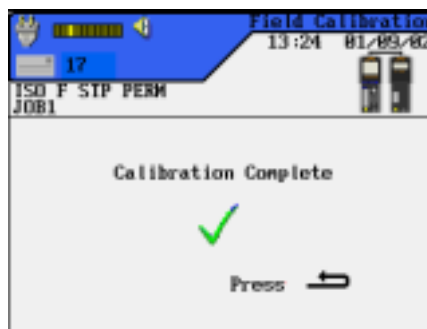 Field Calibration
13:24 01/09/02
17
ISO F STP PERM
JOB1
Calibration Complete
Press